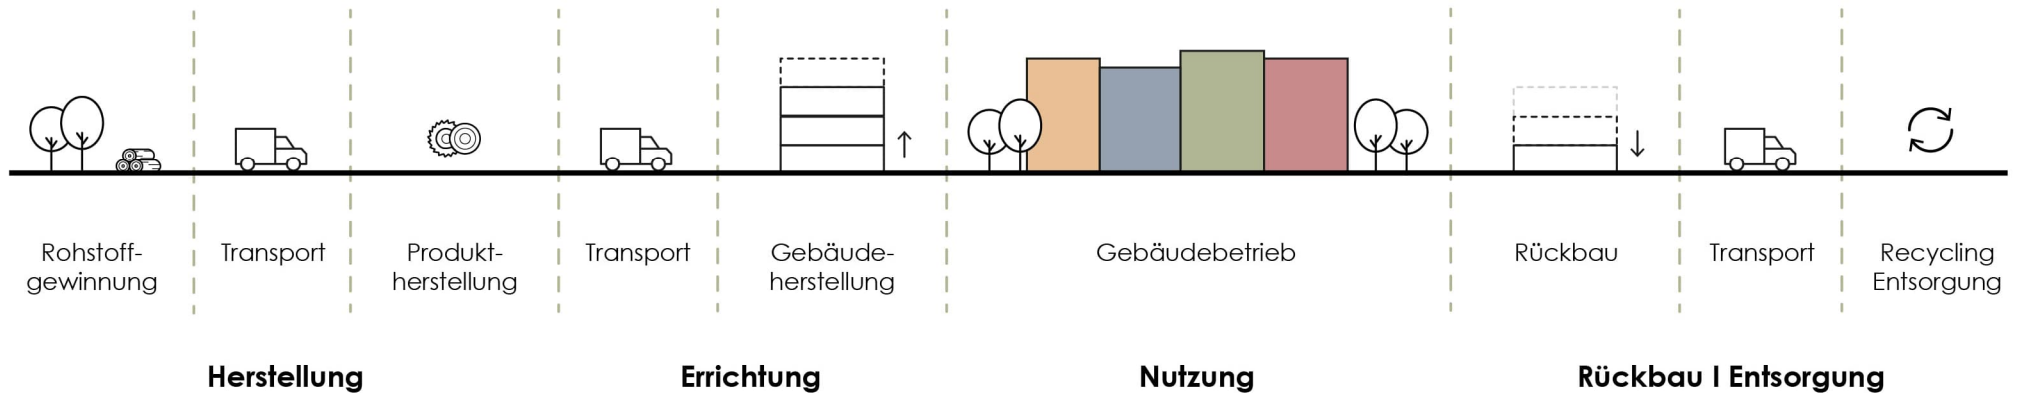 Rohstoff-
gewinnung
Transport
Produkt-
herstellung
Transport
Gebäude-
herstellung
Gebäudebetrieb
Rückbau
Transport
Recycling
Entsorgung
Herstellung
Errichtung
Nutzung
Rückbau I Entsorgung